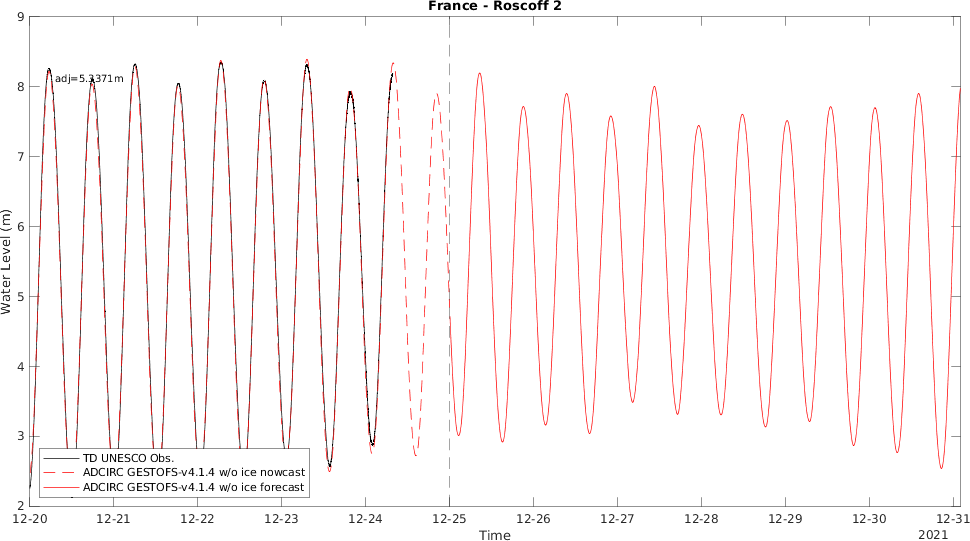 France - Roscoff 2
9
8
7
6
5
4
3
2
Water Level (m)
adj=5.3371m
TD UNESCO Obs.
ADCIRC GESTOFS-v4.1.4 w/o ice nowcast
ADCIRC GESTOFS-v4.1.4 w/o ice forecast
12-20 12-21 12-22 12-23 12-24 12-25 12-26 12-27 12-28 12-29 12-30 12-31
Time
2021